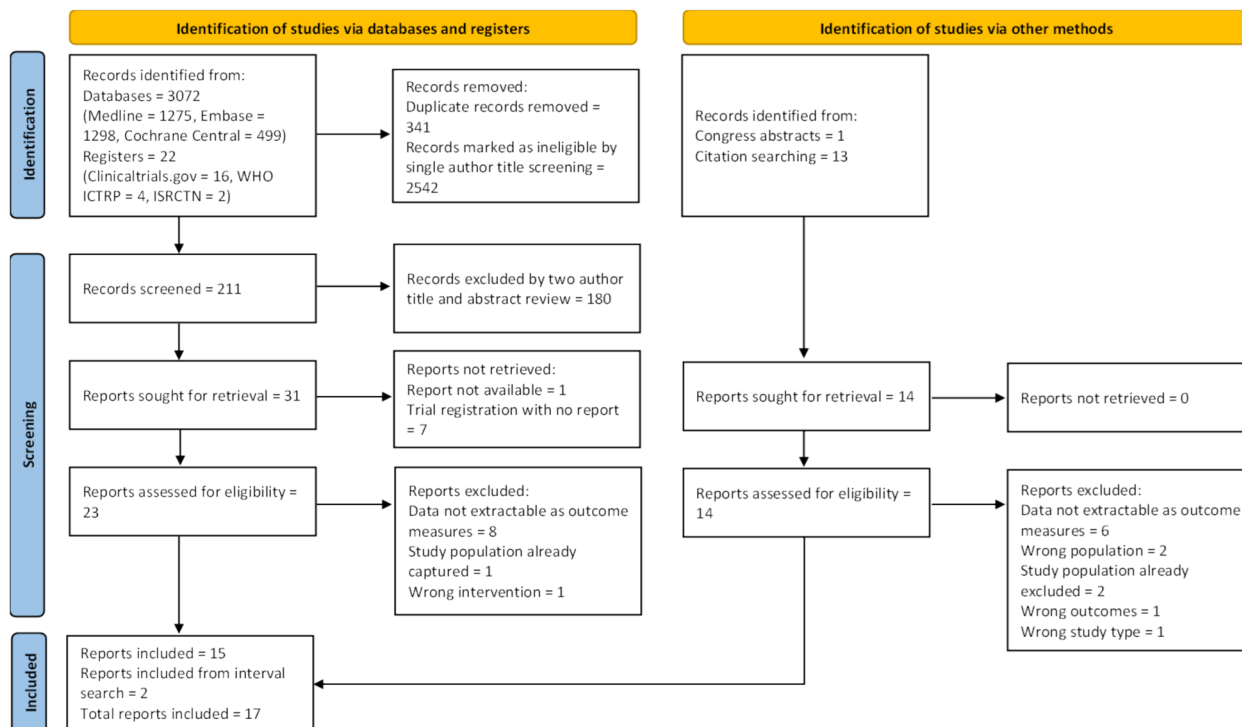 Identification of studies via databases and registers
Identification of studies via other methods
Identification
Records identified from:
Databases = 3072
(Medline = 1275, Embase =
1298, Cochrane Central = 499)
Registers = 22
(Clinicaltrials.gov = 16, WHO
ICTRP = 4, ISRCTN = 2)
Records removed:
Duplicate records removed =
341
Records marked as ineligible by
single author title screening =
2542
Records identified from:
Congress abstracts = 1
Citation searching = 13
Screening
Records screened = 211
Records excluded by two author
title and abstract review = 180
Reports sought for retrieval = 31
Reports not retrieved:
Report not available = 1
Trial registration with no report
= 7
Reports sought for retrieval = 14
Reports not retrieved = 0
Reports assessed for eligibility =
23
Reports excluded:
Data not extractable as outcome
measures = 8
Study population already
captured = 1
Wrong intervention = 1
Reports assessed for eligibility =
14
Reports excluded:
Data not extractable as outcome
measures = 6
Wrong population = 2
Study population already
excluded = 2
Wrong outcomes = 1
Wrong study type = 1
Included
Reports included = 15
Reports included from interval
search = 2
Total reports included = 17